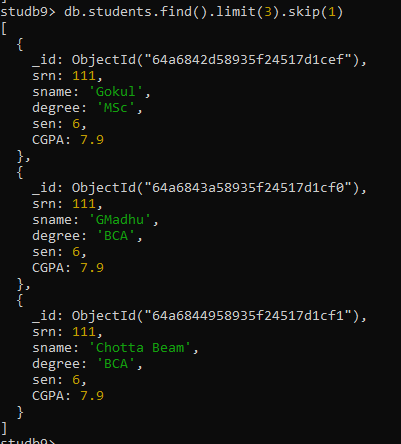 studb9> db.students.find().limit(3).skip(1)
[
  {
    _id: ObjectId("64a6842d58935f24517d1cef"),
    srn: 111,
    sname: 'Gokul',
    degree: 'MSc',
    sen: 6,
    CGPA: 7.9
  },
  {
    _id: ObjectId("64a6843a58935f24517d1cf0"),
    srn: 111,
    sname: 'GMadhu',
    degree: 'BCA',
    sen: 6,
    CGPA: 7.9
  },
  {
    _id: ObjectId("64a6844958935f24517d1cf1"),
    srn: 111,
    sname: 'Chotta Beam',
    degree: 'BCA',
    sen: 6,
    CGPA: 7.9
  }
]
studb9>